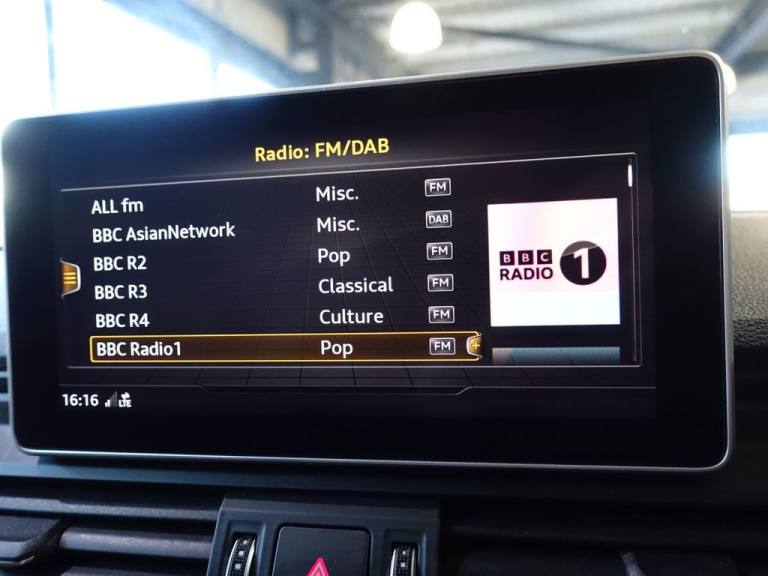 Radio: FM/DAB
ALL fm Misc. FM
BBC AsianNetwork Misc. DAB
BBC R2 Pop FM
BBC R3 Classical FM
BBC R4 Culture FM
BBC Radio1 Pop FM
BBC
RADIO 1
16:16 LTE